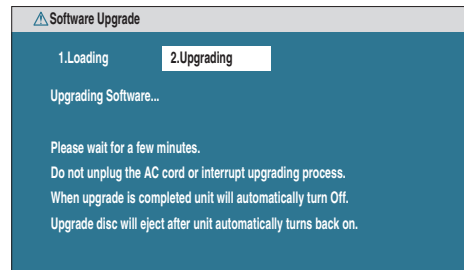 Software Upgrade
1.Loading 2.Upgrading
Upgrading Software...
Please wait for a few minutes.
Do not unplug the AC cord or interrupt upgrading process.
When upgrade is completed unit will automatically turn Off.
Upgrade disc will eject after unit automatically turns back on.